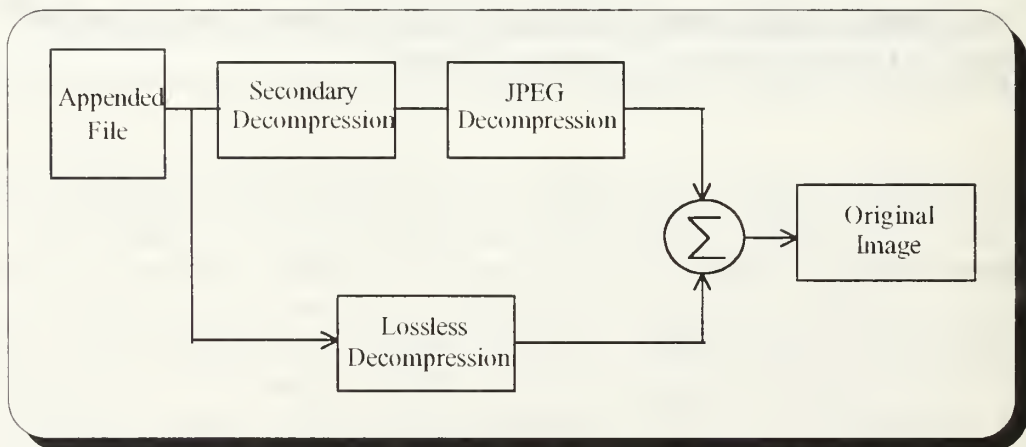 Appended
File
Secondary
Decompression
JPEG
Decompression
Σ
Original
Image
Lossless
Decompression